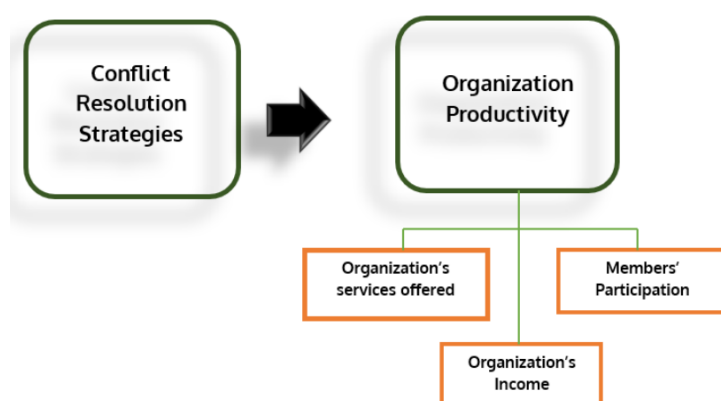 Conflict
Resolution
Strategies
Organization
Productivity
Organization’s
services offered
Members’
Participation
Organization’s
Income